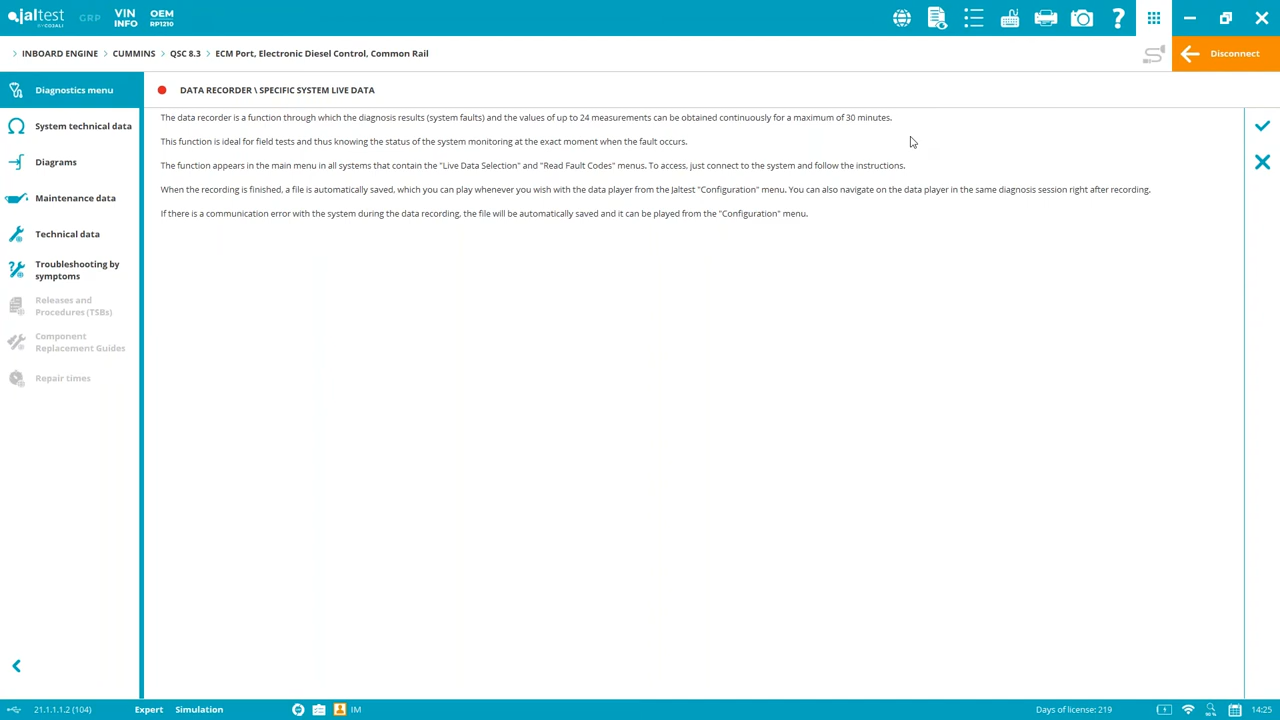 jaltest GRP VIN INFO OEM RP1210
BY COJALI
> INBOARD ENGINE > CUMMINS > QSC 8.3 > ECM Port, Electronic Diesel Control, Common Rail
Disconnect
Diagnostics menu
System technical data
Diagrams
Maintenance data
Technical data
Troubleshooting by
symptoms
Releases and
Procedures (TSBs)
Component
Replacement Guides
Repair times
DATA RECORDER \ SPECIFIC SYSTEM LIVE DATA
The data recorder is a function through which the diagnosis results (system faults) and the values of up to 24 measurements can be obtained continuously for a maximum of 30 minutes.
This function is ideal for field tests and thus knowing the status of the system monitoring at the exact moment when the fault occurs.
The function appears in the main menu in all systems that contain the "Live Data Selection" and "Read Fault Codes" menus. To access, just connect to the system and follow the instructions.
When the recording is finished, a file is automatically saved, which you can play whenever you wish with the data player from the Jaltest "Configuration" menu. You can also navigate on the data player in the same diagnosis session right after recording.
If there is a communication error with the system during the data recording, the file will be automatically saved and it can be played from the "Configuration" menu.
21.1.1.1.2 (104) Expert Simulation IM Days of license: 219 14:25